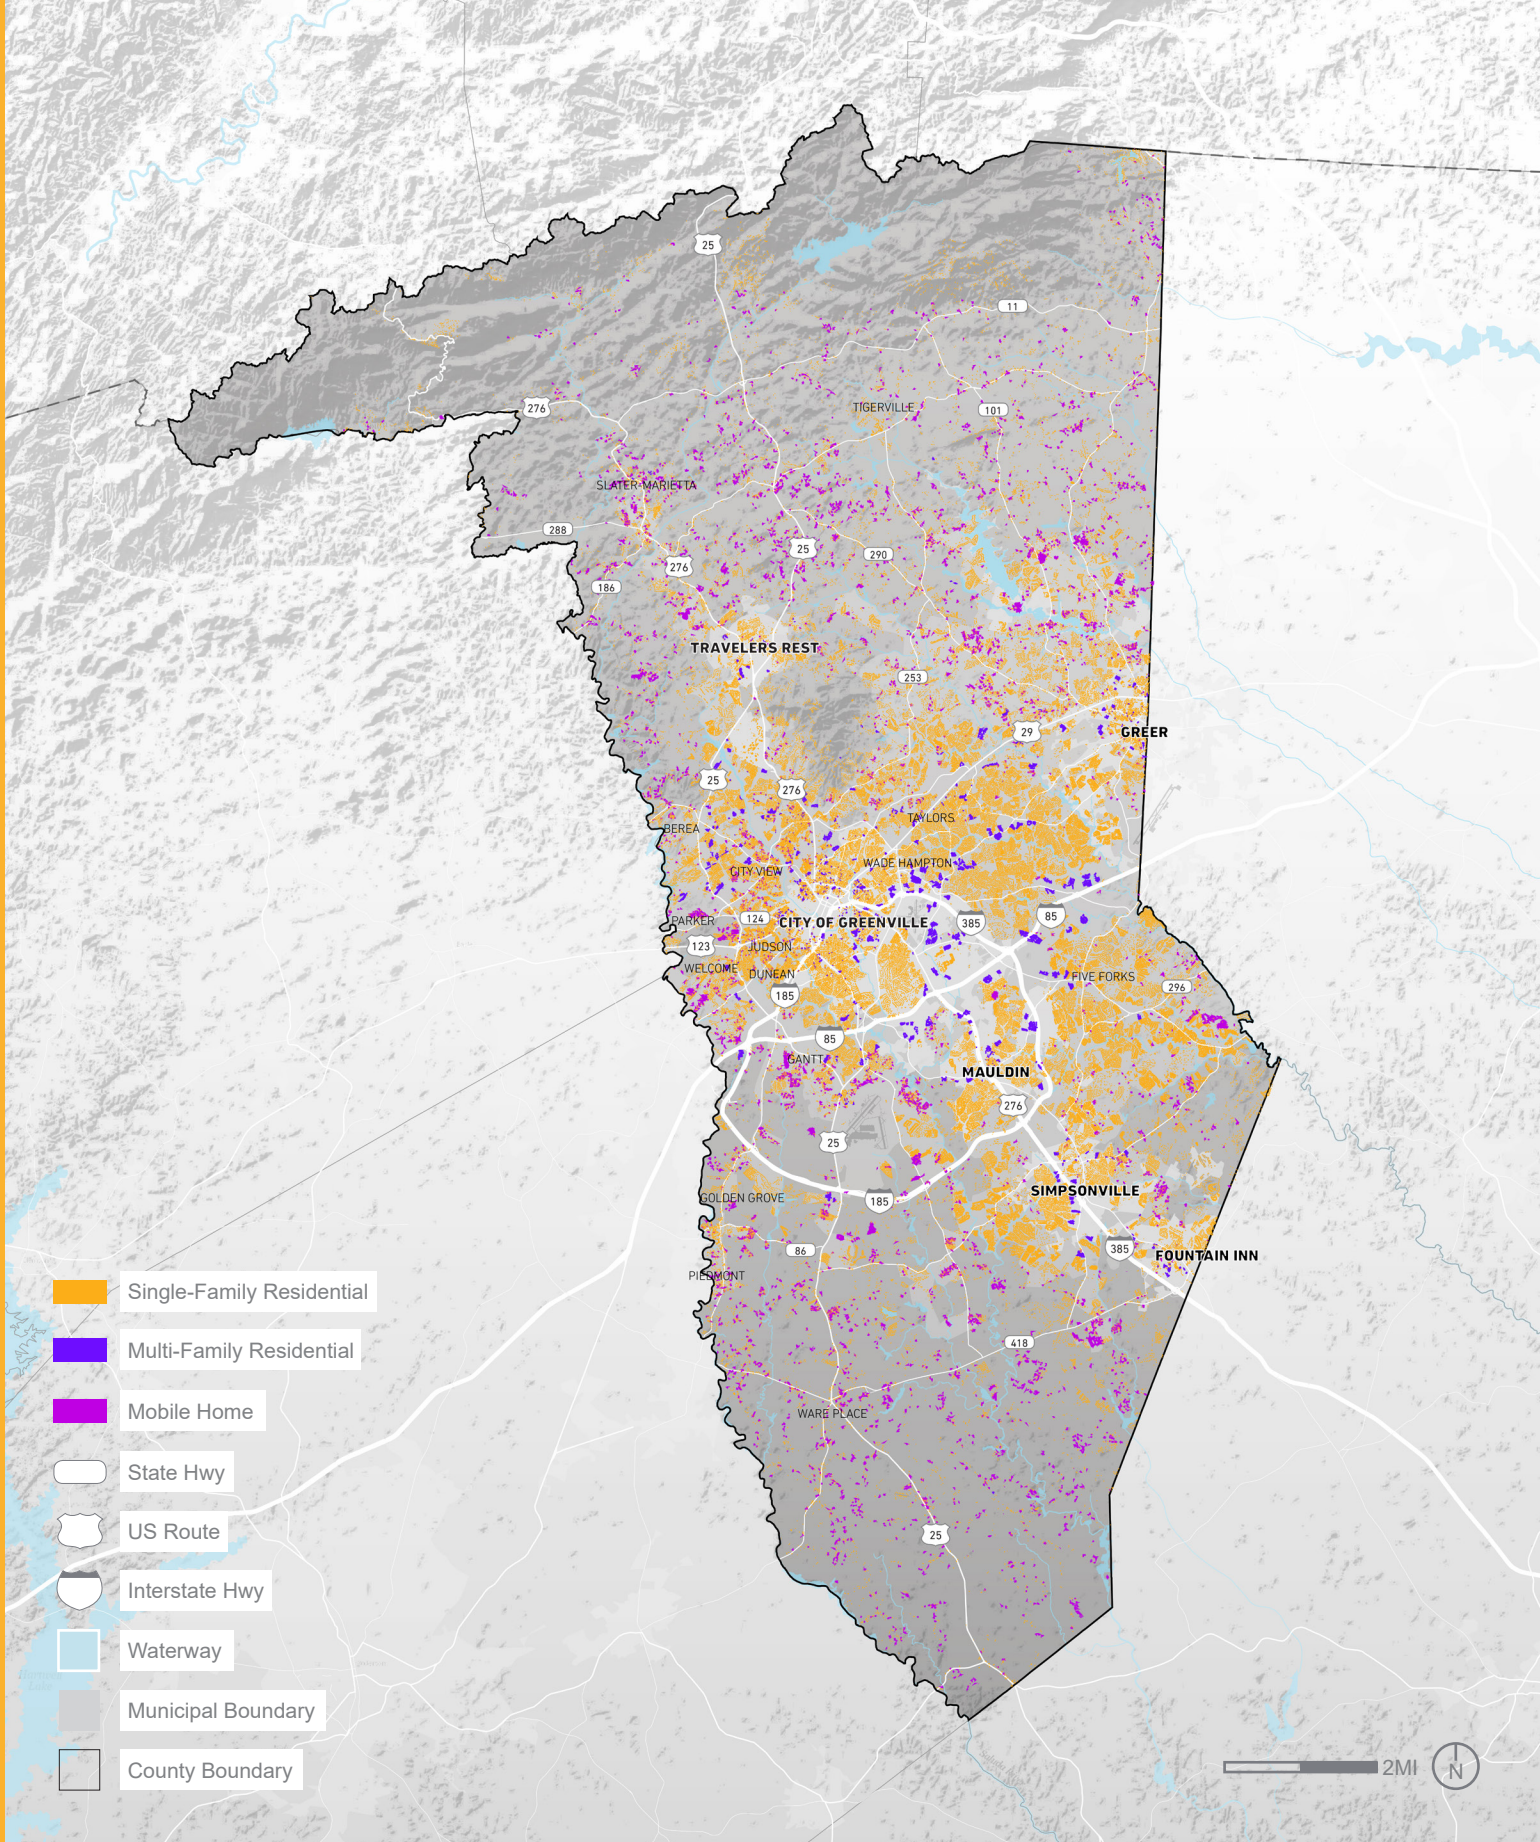 25
11
276
TIGERVILLE
101
SLATER-MARIETTA
288
25
290
276
186
TRAVELERS REST
253
29
GREER
25
276
TAYLORS
BEREA
WADE HAMPTON
CITY VIEW
PARKER
124
CITY OF GREENVILLE
385
85
123
JUDSON
WELCOME
DUNEAN
FIVE FORKS
296
185
85
GANTT
MAULDIN
276
25
SIMPSONVILLE
GOLDEN GROVE
185
86
385
FOUNTAIN INN
PIEDMONT
418
WARE PLACE
25
Single-Family Residential
Multi-Family Residential
Mobile Home
State Hwy
US Route
Interstate Hwy
Waterway
Municipal Boundary
County Boundary
2MI
N